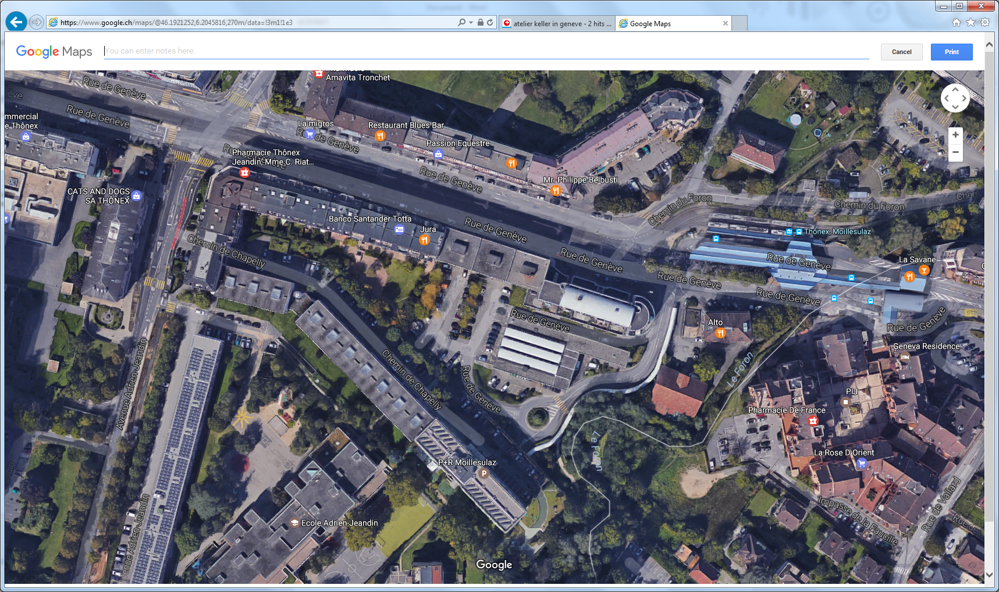 https://www.google.ch/maps/@46.1921252,6.2045816,270m/data=!3m1!1e3
atelier keller in geneve - 2 hits ...
Google Maps
Google Maps
You can enter notes here.
Cancel
Print
Amavita Tronchet
Rue de Genève
Rue de Genève
mmercial
e Thônex
La migros
Rue de Genève
Restaurant Blues Bar
Passion Equestre
Pharmacie Thônex
Jeandin, Mme C. Riat...
Rue de Genève
Mr. Philippe Belbusti
CATS AND DOGS
SA THÔNEX
Chemin du Foron
Chemin du Foron
Banco Santander Totta
Jura
Rue de Genève
Thônex, Moillesulaz
Chemin de Chapelly
Rue de Genève
Rue de Genève
La Savane
Rue de Genève
Rue de Genève
Rue de Genève
Alto
Rue de Genève
Geneva Residence
Le Foron
Chemin de Chapelly
Rue de Genève
Avenue Adrien-Jeandin
PIJ
Pharmacie De France
Le Foron
La Rose D Orient
P+R Moillesulaz
P
Impasse de la Faucille
Rue de Vallard
Rue de
Ecole Adrien-Jeandin
venue Adrien-Jeandin
Google